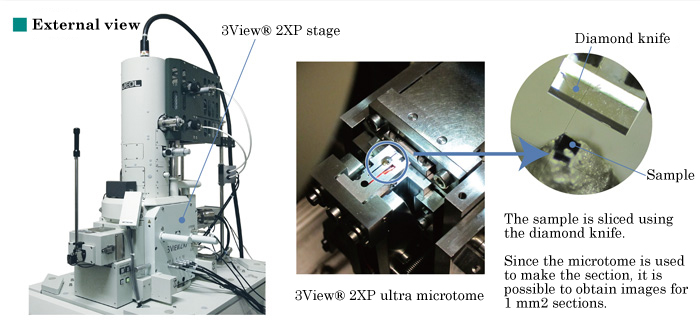 External view
3View® 2XP stage
JEOL
3VIEW2XP
3View® 2XP ultra microtome
Diamond knife
Sample
The sample is sliced using
the diamond knife.
Since the microtome is used
to make the section, it is
possible to obtain images for
1 mm2 sections.